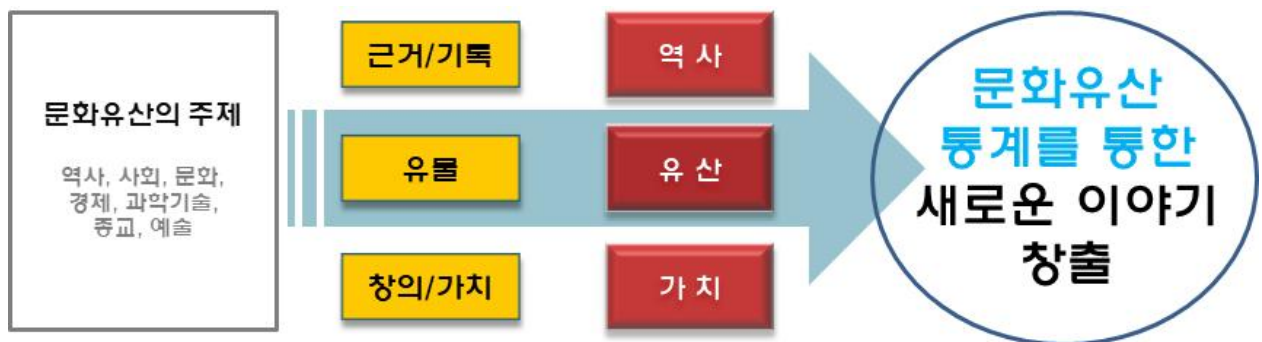 문화유산의 주제
역사, 사회, 문화,
경제, 과학기술,
종교, 예술
근거/기록
역 사
유물
유 산
창의/가치
가 치
문화유산
통계를 통한
새로운 이야기
창출